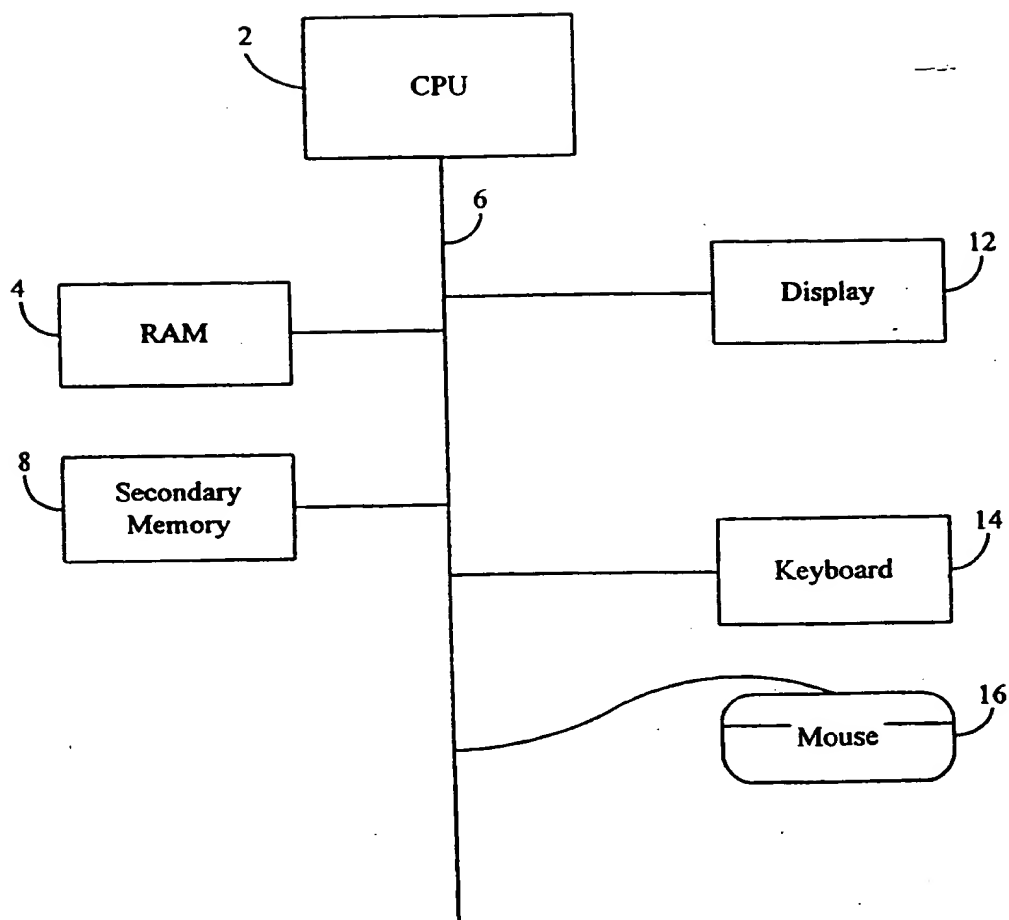 2
CPU
6
12
Display
4
RAM
8
Secondary
Memory
14
Keyboard
16
Mouse